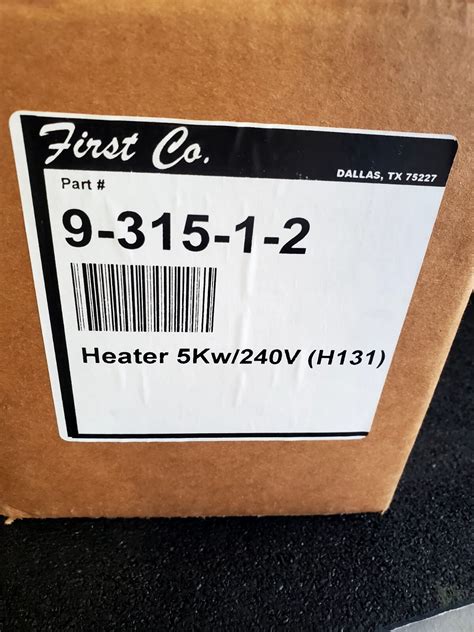 First Co.
DALLAS, TX 75227
Part #
9-315-1-2
Heater 5Kw/240V (H131)